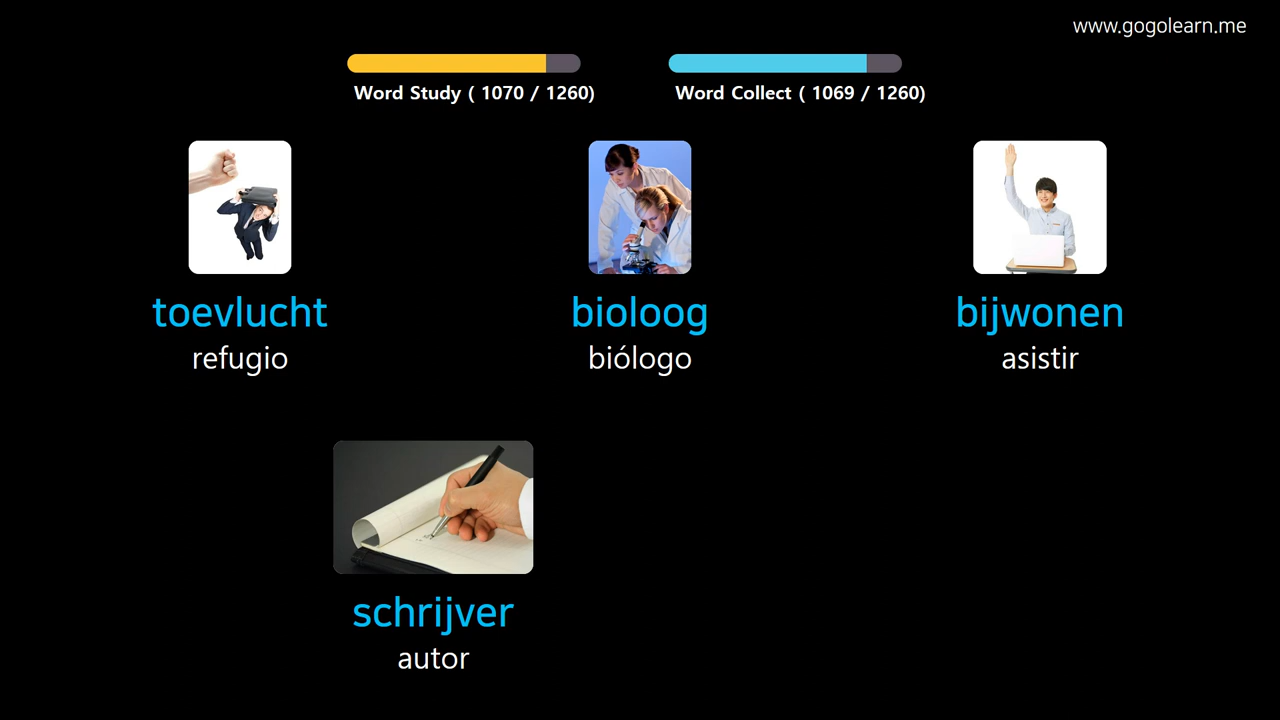 www.gogolearn.me
Word Study ( 1070 / 1260)
Word Collect ( 1069 / 1260)
toevlucht
refugio
bioloog
biólogo
bijwonen
asistir
schrijver
autor